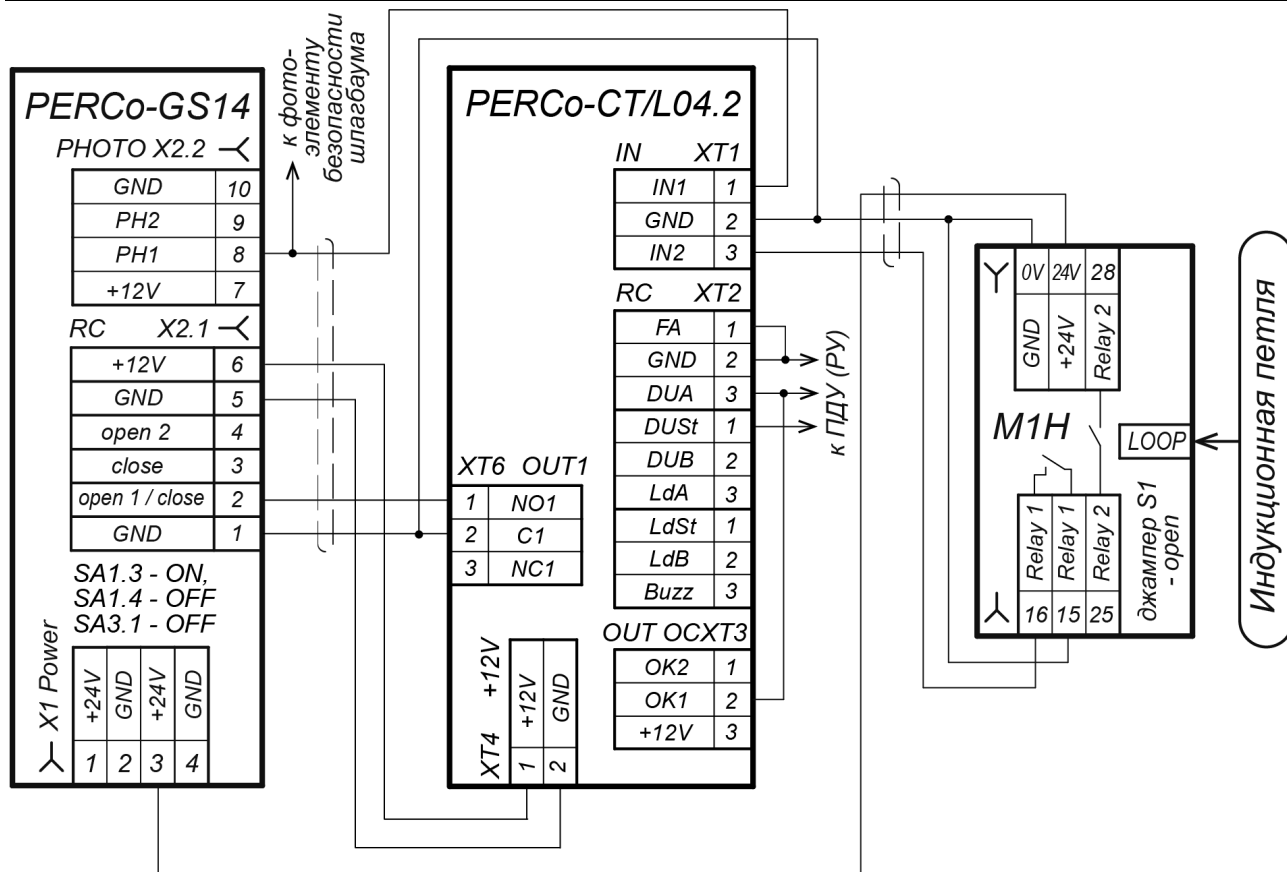 PERCo-GS14
PHOTO X2.2
GND 10
PH2 9
PH1 8
+12V 7
RC X2.1
+12V 6
GND 5
open 2 4
close 3
open 1 / close 2
GND 1
SA1.3 - ON,
SA1.4 - OFF
SA3.1 - OFF
X1 Power
+24V GND +24V GND
1 2 3 4
к фото-
элементу
безопасности
шлагбаума
PERCo-CT/L04.2
IN XT1
IN1 1
GND 2
IN2 3
RC XT2
FA 1
GND 2
DUA 3
DUSt 1
DUB 2
LdA 3
LdSt 1
LdB 2
Buzz 3
OUT OCXT3
OK2 1
OK1 2
+12V 3
XT6 OUT1
1 NO1
2 C1
3 NC1
XT4 +12V
+12V GND
1 2
к ПДУ (РУ)
0V 24V 28
GND +24V Relay 2
M1H
LOOP
Relay 1 Relay 1 Relay 2
16 15 25
джампер S1
- open
Индукционная петля